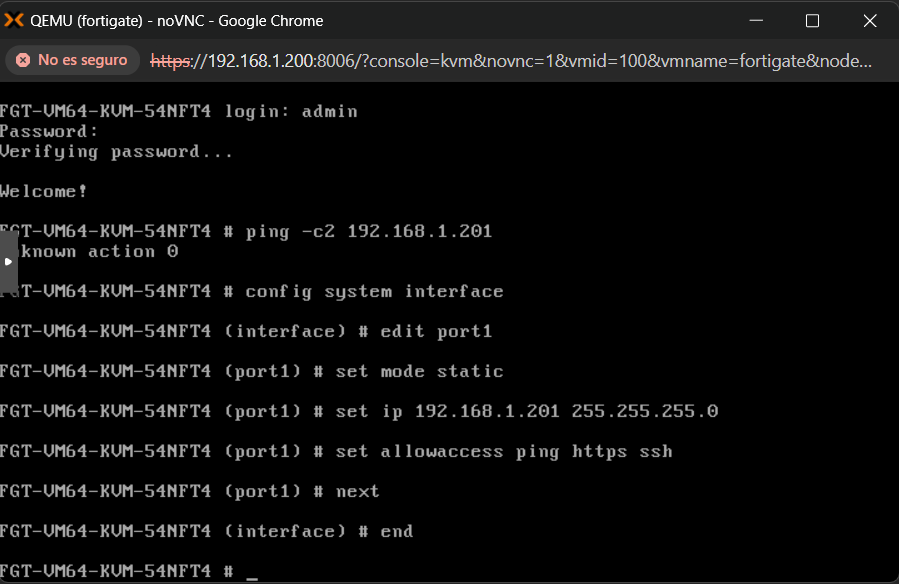 QEMU (fortigate) - noVNC - Google Chrome
No es seguro https://192.168.1.200:8006/?console=kvm&novnc=1&vmid=100&vmname=fortigate&node...
FGT-VM64-KVM-54NFT4 login: admin
Password:
Verifying password...
Welcome!
FGT-VM64-KVM-54NFT4 # ping -c2 192.168.1.201
known action 0
FGT-VM64-KVM-54NFT4 # config system interface
FGT-VM64-KVM-54NFT4 (interface) # edit port1
FGT-VM64-KVM-54NFT4 (port1) # set mode static
FGT-VM64-KVM-54NFT4 (port1) # set ip 192.168.1.201 255.255.255.0
FGT-VM64-KVM-54NFT4 (port1) # set allowaccess ping https ssh
FGT-VM64-KVM-54NFT4 (port1) # next
FGT-VM64-KVM-54NFT4 (interface) # end
FGT-VM64-KVM-54NFT4 # _